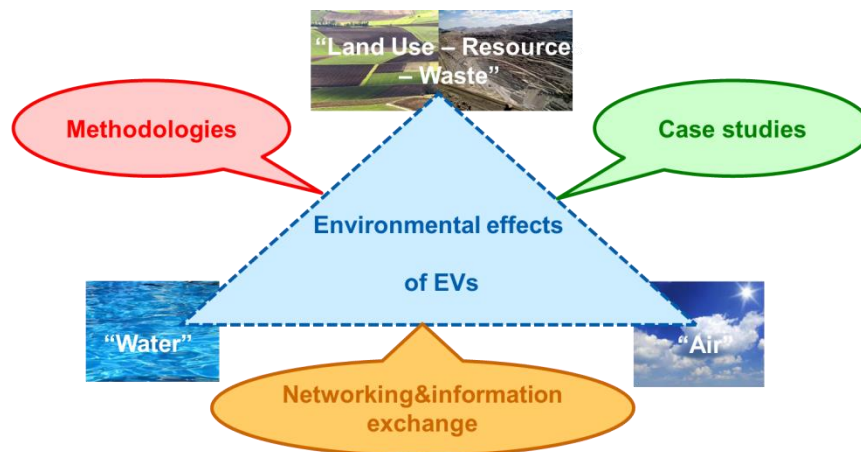 “Land Use – Resources
– Waste”
Methodologies
Case studies
Environmental effects
of EVs
“Water”
“Air”
Networking&information
exchange